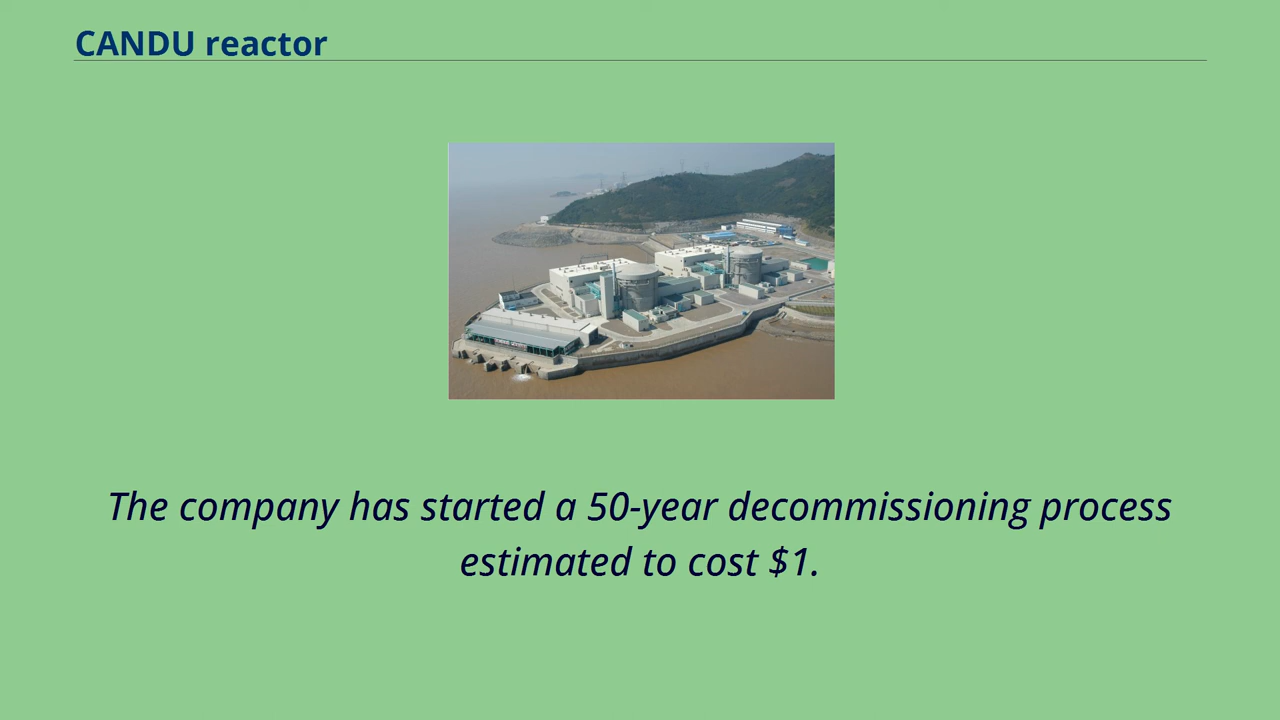 CANDU reactor
The company has started a 50-year decommissioning process
estimated to cost $1.